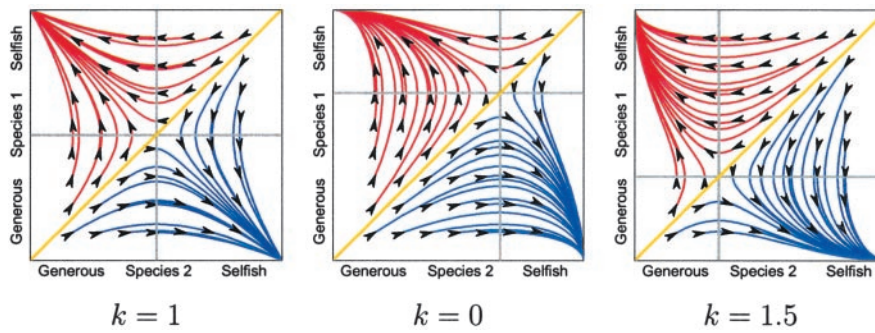 Selfish
Species 1
Generous
Generous Species 2 Selfish
k = 1
Selfish
Species 1
Generous
Generous Species 2 Selfish
k = 0
Selfish
Species 1
Generous
Generous Species 2 Selfish
k = 1.5